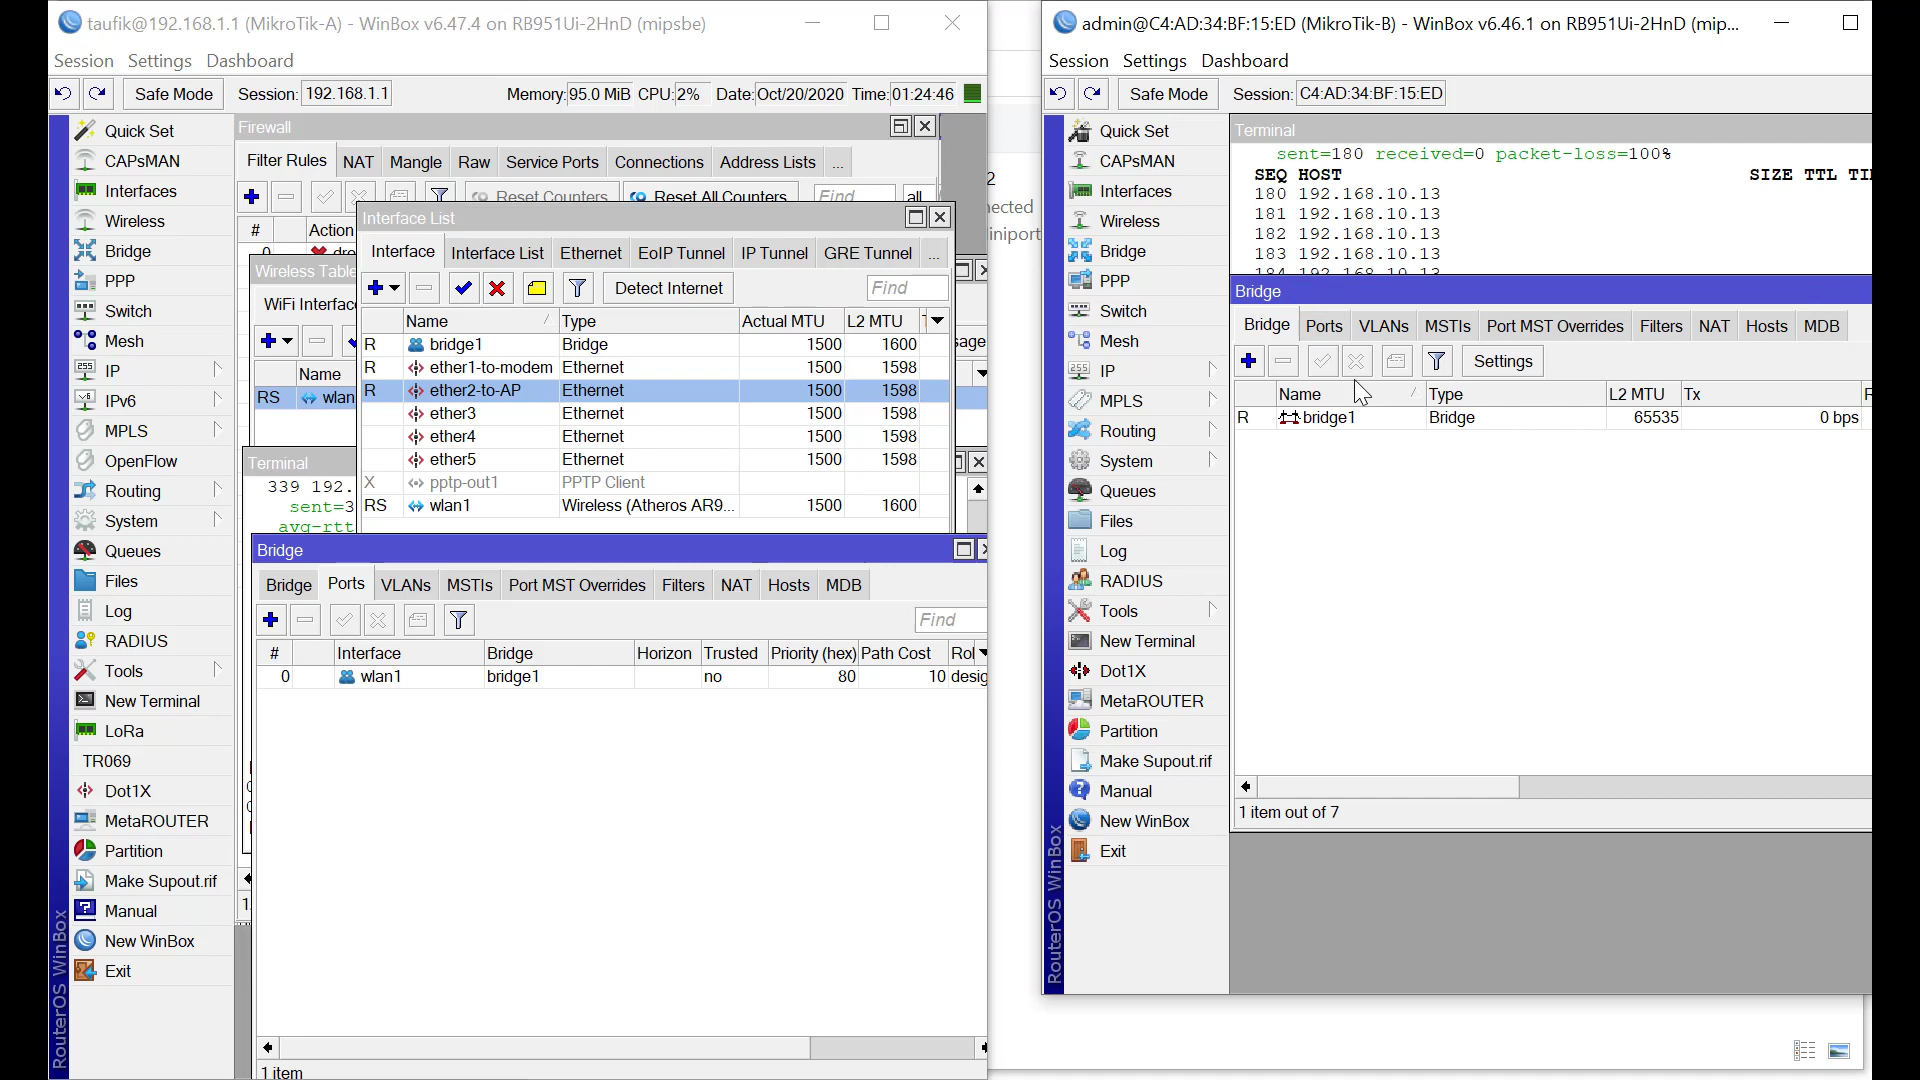 taufik@192.168.1.1 (MikroTik-A) - WinBox v6.47.4 on RB951Ui-2HnD (mipsbe)
Session Settings Dashboard
Safe Mode Session: 192.168.1.1 Memory: 95.0 MiB CPU: 2% Date: Oct/20/2020 Time: 01:24:46
Quick Set
CAPsMAN
Interfaces
Wireless
Bridge
PPP
Switch
Mesh
IP
IPv6
MPLS
OpenFlow
Routing
System
Queues
Files
Log
RADIUS
Tools
New Terminal
LoRa
TR069
Dot1X
MetaROUTER
Partition
Make Supout.rif
Manual
New WinBox
Exit
RouterOS WinBox
Firewall
Filter Rules NAT Mangle Raw Service Ports Connections Address Lists ...
Reset Counters Reset All Counters Find all
# Action
0 dro
Wireless Table
WiFi Interfac
Name
RS wlan
Terminal
339 192.
sent=3
avg-rtt
Interface List
Interface Interface List Ethernet EoIP Tunnel IP Tunnel GRE Tunnel ...
Detect Internet Find
Name Type Actual MTU L2 MTU
R bridge1 Bridge 1500 1600
R ether1-to-modem Ethernet 1500 1598
R ether2-to-AP Ethernet 1500 1598
ether3 Ethernet 1500 1598
ether4 Ethernet 1500 1598
ether5 Ethernet 1500 1598
X pptp-out1 PPTP Client
RS wlan1 Wireless (Atheros AR9... 1500 1600
Bridge
Bridge Ports VLANs MSTIs Port MST Overrides Filters NAT Hosts MDB
Find
# Interface Bridge Horizon Trusted Priority (hex) Path Cost Rol
0 wlan1 bridge1 no 80 10 desig
1 item
2
nected
iniport
admin@C4:AD:34:BF:15:ED (MikroTik-B) - WinBox v6.46.1 on RB951Ui-2HnD (mip...
Session Settings Dashboard
Safe Mode Session: C4:AD:34:BF:15:ED
Quick Set
CAPsMAN
Interfaces
Wireless
Bridge
PPP
Switch
Mesh
IP
MPLS
Routing
System
Queues
Files
Log
RADIUS
Tools
New Terminal
Dot1X
MetaROUTER
Partition
Make Supout.rif
Manual
New WinBox
Exit
RouterOS WinBox
Terminal
sent=180 received=0 packet-loss=100%
SEQ HOST SIZE TTL TI
180 192.168.10.13
181 192.168.10.13
182 192.168.10.13
183 192.168.10.13
184 192.168.10.13
Bridge
Bridge Ports VLANs MSTIs Port MST Overrides Filters NAT Hosts MDB
Settings
Name Type L2 MTU Tx R
R bridge1 Bridge 65535 0 bps
1 item out of 7